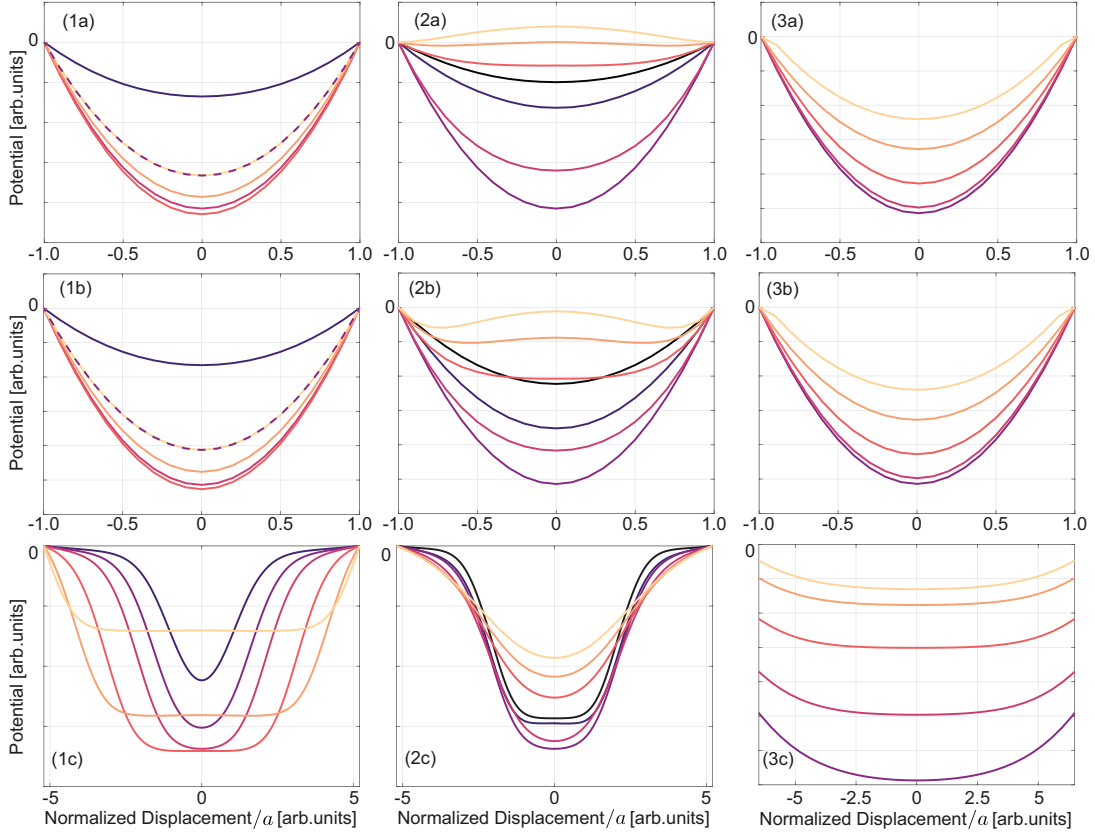 (1a) (2a) (3a)
0 0 0
Potential [arb.units]
-1.0 -0.5 0 0.5 1.0 -1.0 -0.5 0 0.5 1.0 -1.0 -0.5 0 0.5 1.0
(1b) (2b) (3b)
0 0 0
Potential [arb.units]
-1.0 -0.5 0 0.5 1.0 -1.0 -0.5 0 0.5 1.0 -1.0 -0.5 0 0.5 1.0
0 0 0
Potential [arb.units]
(1c) (2c) (3c)
-5 0 5 -5 0 5 -5 -2.5 0 2.5 5
Normalized Displacement/a [arb.units] Normalized Displacement/a [arb.units] Normalized Displacement/a [arb.units]